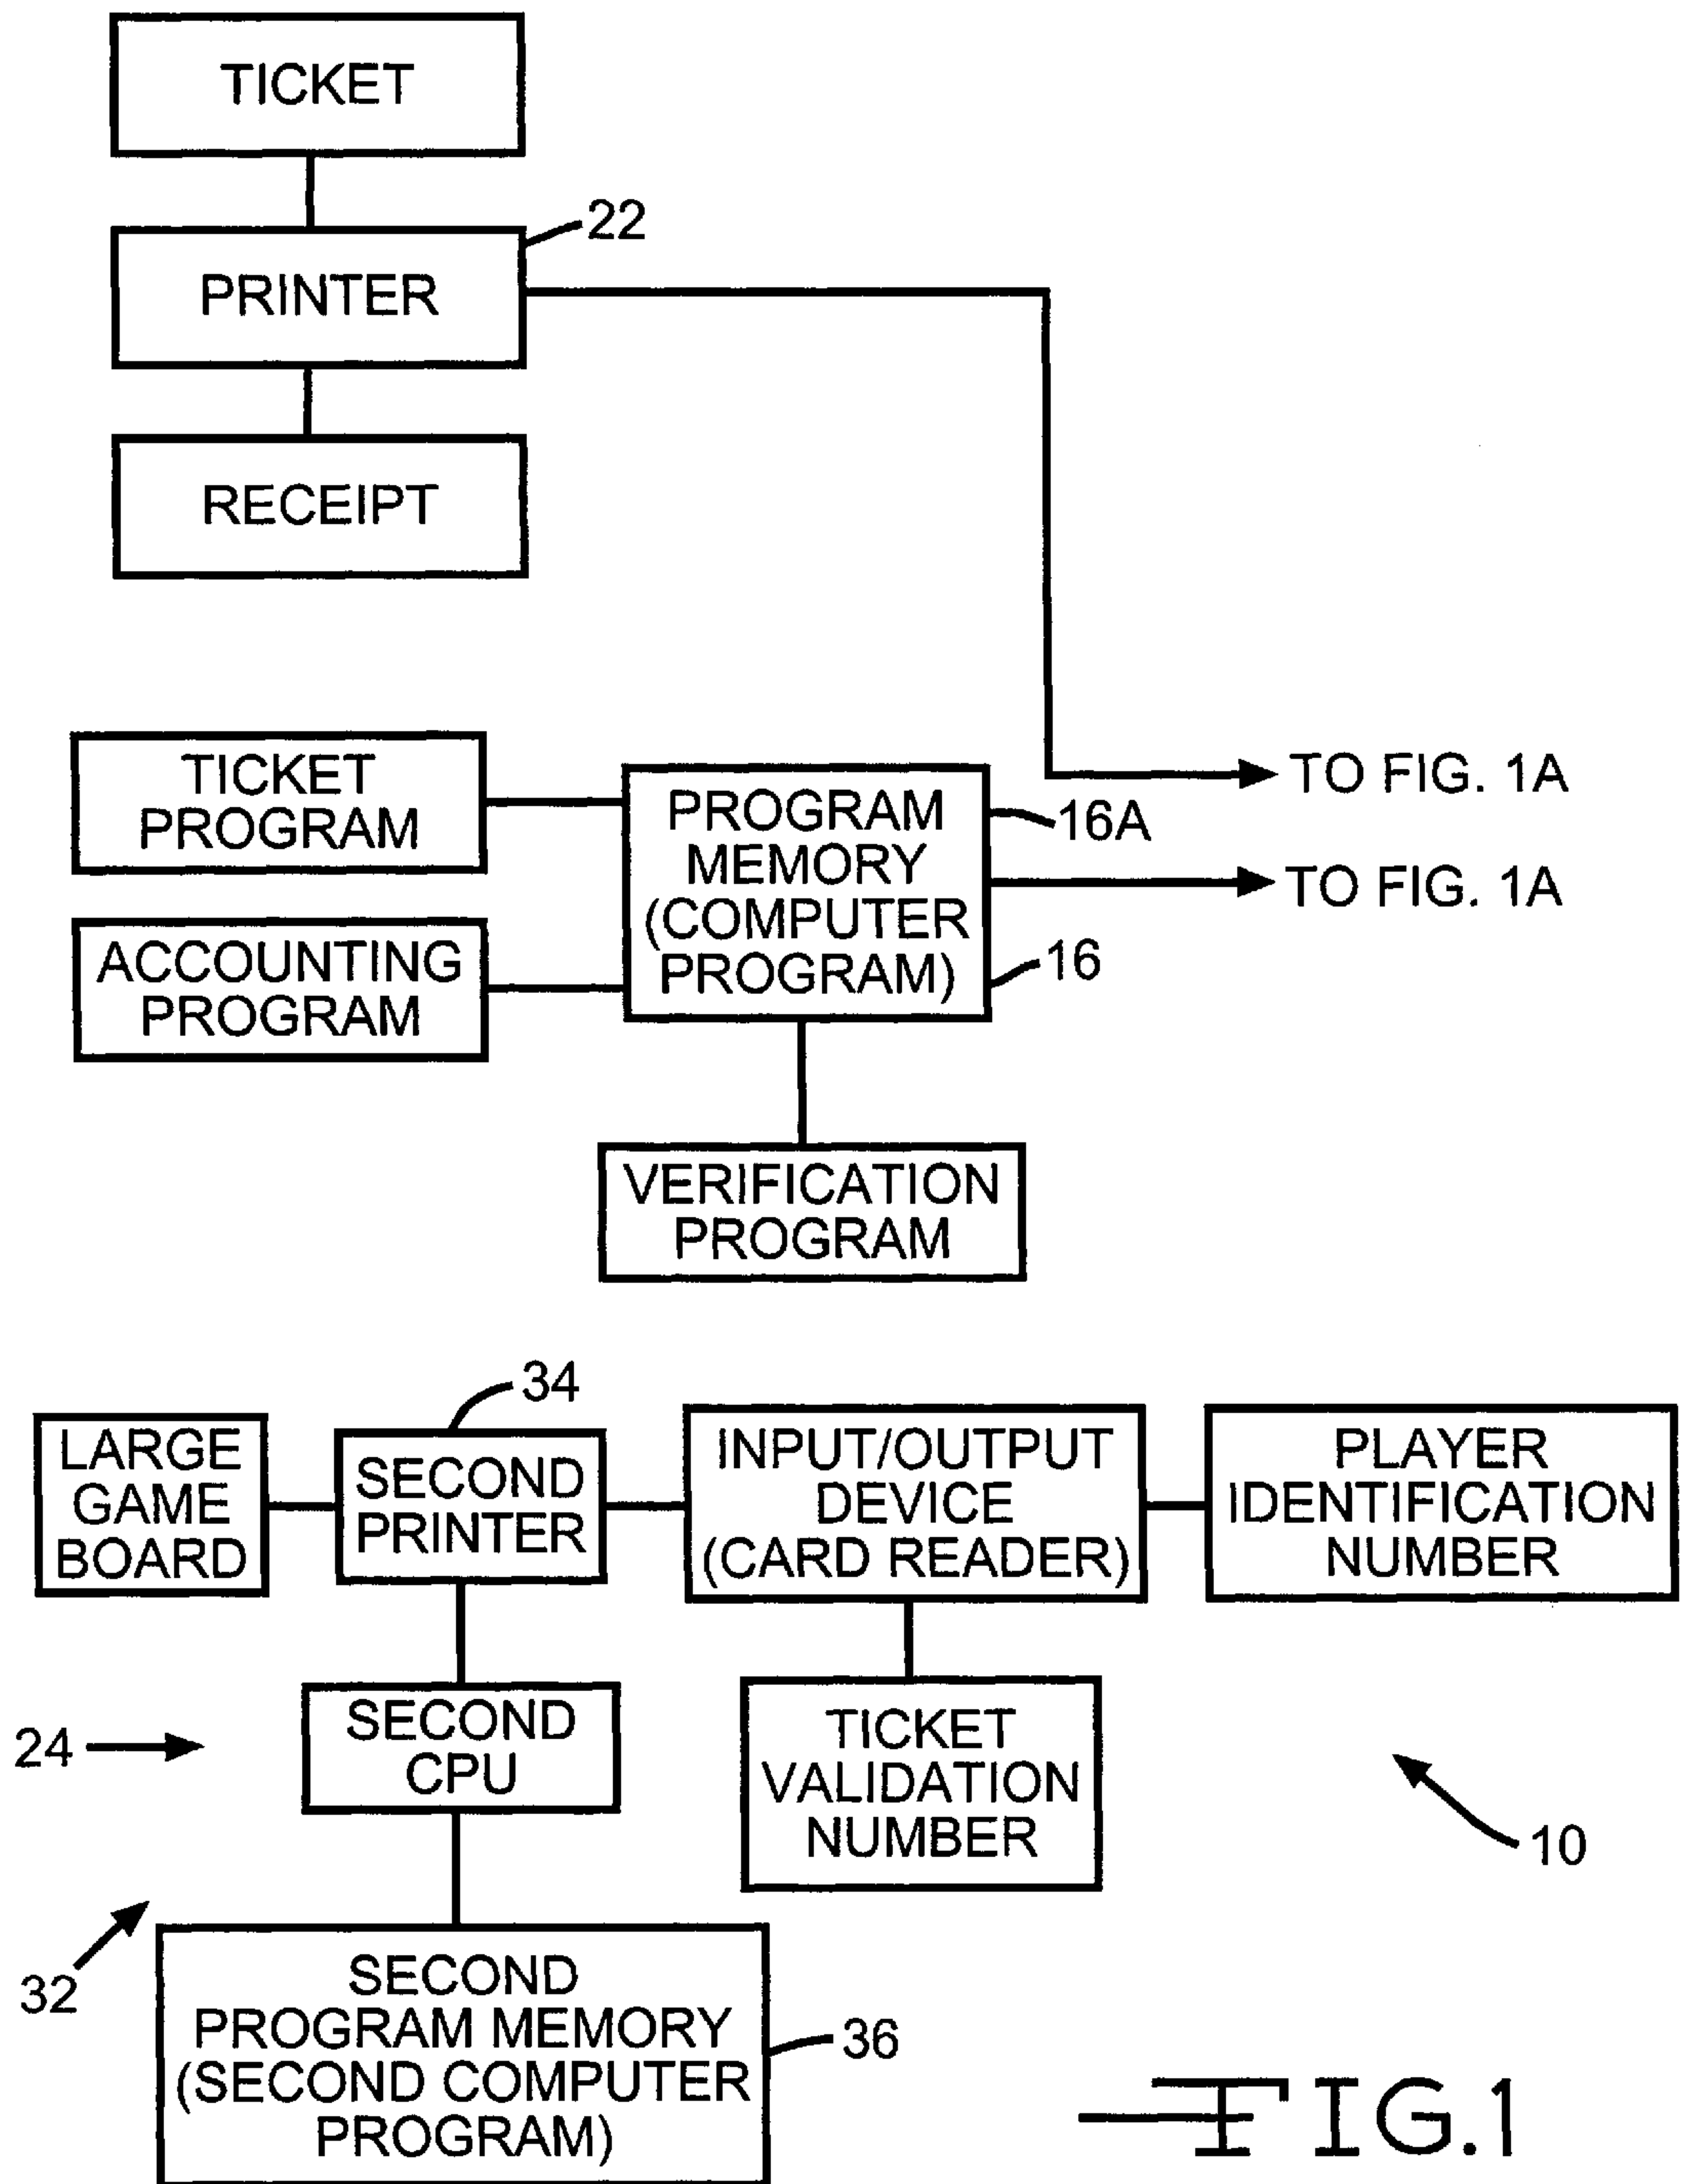 TICKET
22
PRINTER
RECEIPT
TICKET
PROGRAM
PROGRAM
MEMORY
(COMPUTER
PROGRAM)
16A
16
TO FIG. 1A
TO FIG. 1A
ACCOUNTING
PROGRAM
VERIFICATION
PROGRAM
34
LARGE
GAME
BOARD
SECOND
PRINTER
INPUT/OUTPUT
DEVICE
(CARD READER)
PLAYER
IDENTIFICATION
NUMBER
24
SECOND
CPU
TICKET
VALIDATION
NUMBER
10
32
SECOND
PROGRAM MEMORY
(SECOND COMPUTER
PROGRAM)
36
FIG.1